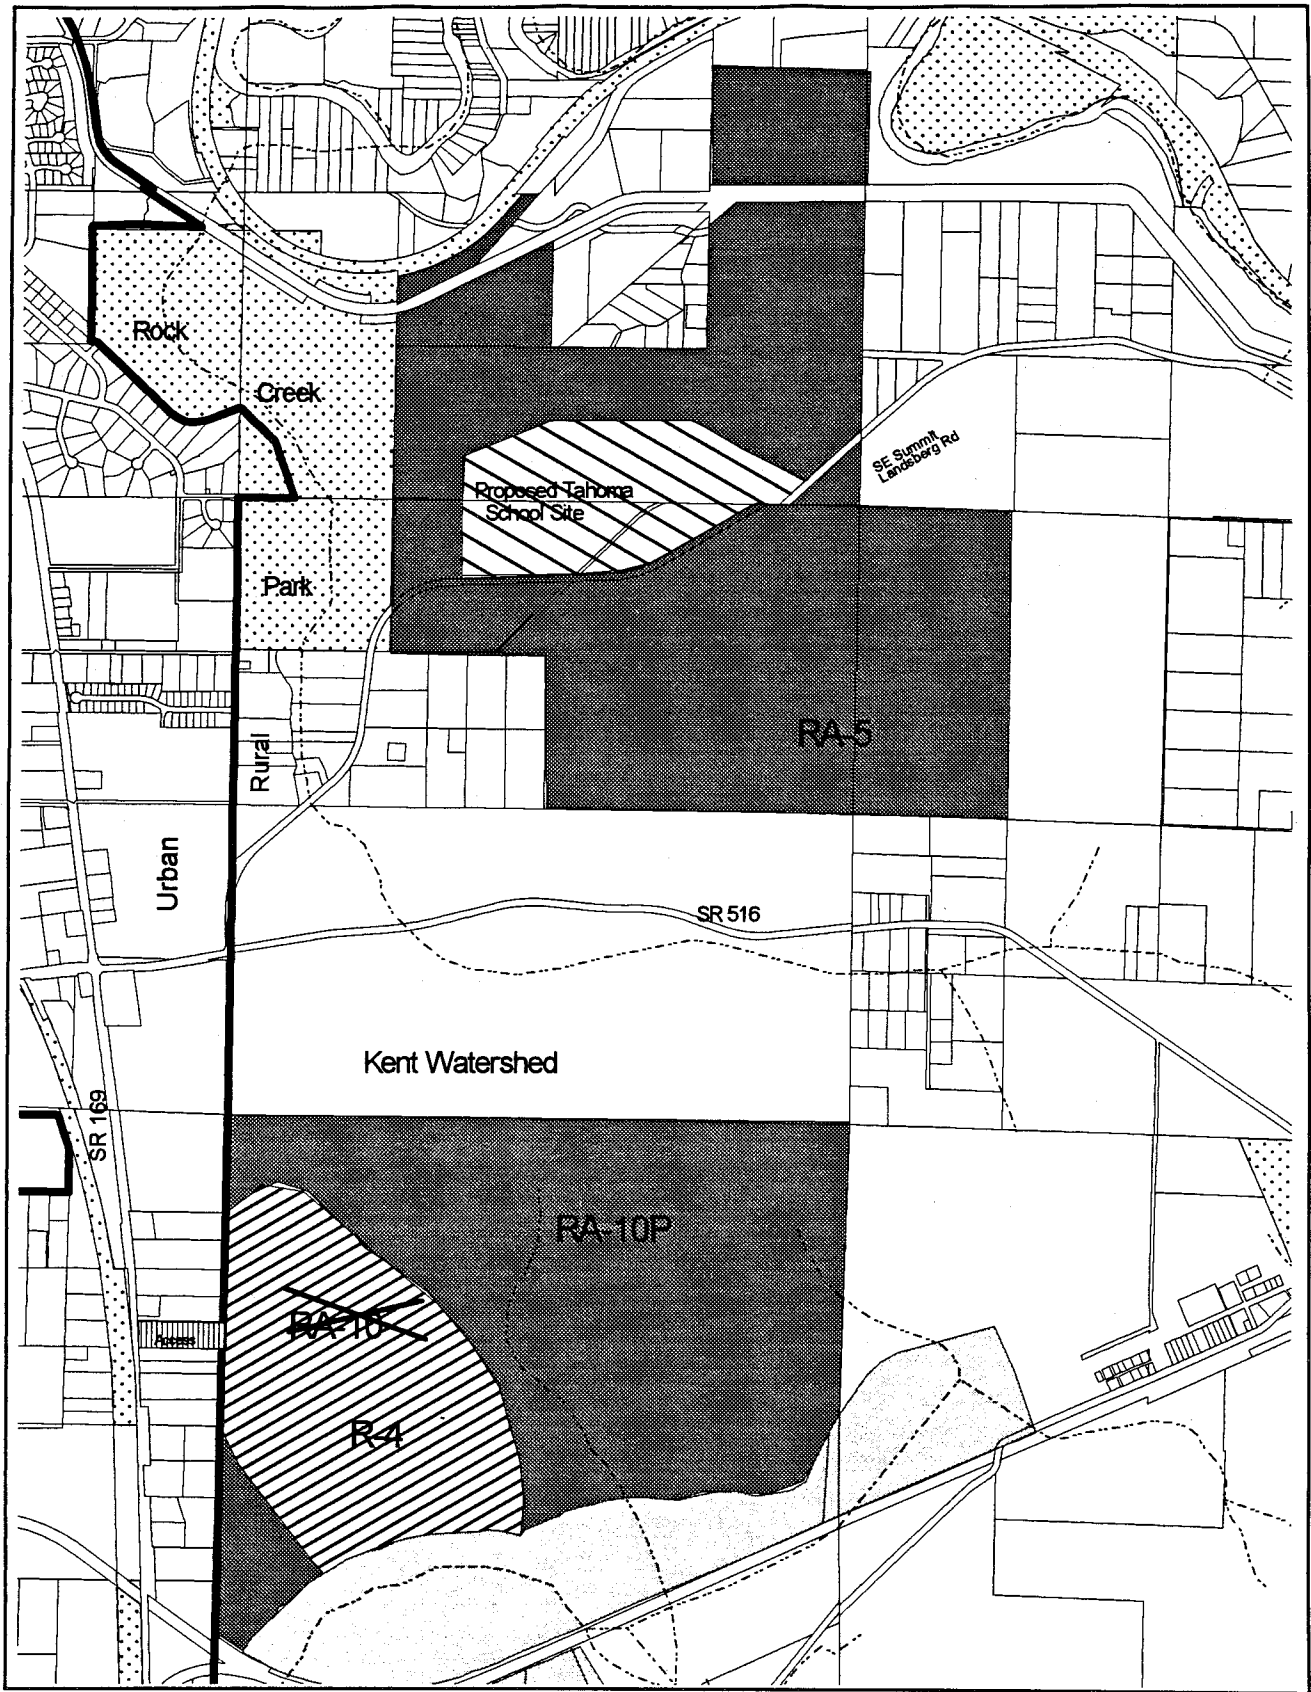 Rock
Creek
SE Summit
Landsberg Rd
Proposed Tahoma
School Site
Park
RA-5
Rural
Urban
SR 516
Kent Watershed
SR 169
RA-10P
RA-10
Access
R-4